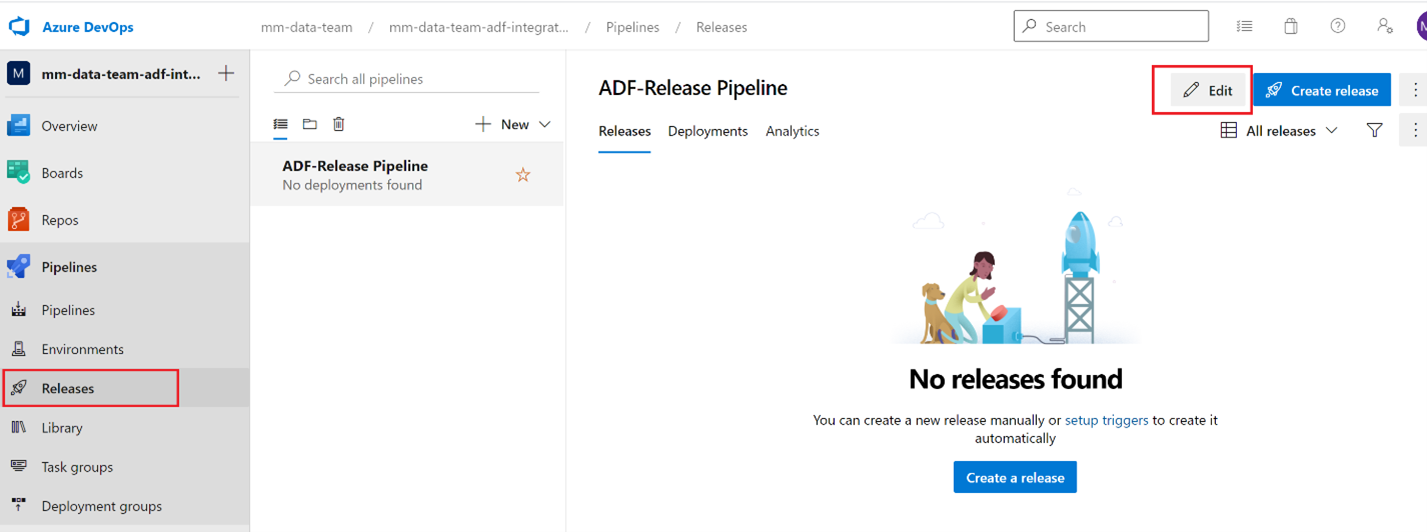 Azure DevOps
mm-data-team / mm-data-team-adf-integrat... / Pipelines / Releases
Search
M
M mm-data-team-adf-int...
Overview
Boards
Repos
Pipelines
Pipelines
Environments
Releases
Library
Task groups
Deployment groups
Search all pipelines
New
ADF-Release Pipeline
No deployments found
ADF-Release Pipeline
Edit
Create release
Releases Deployments Analytics
All releases
No releases found
You can create a new release manually or setup triggers to create it
automatically
Create a release